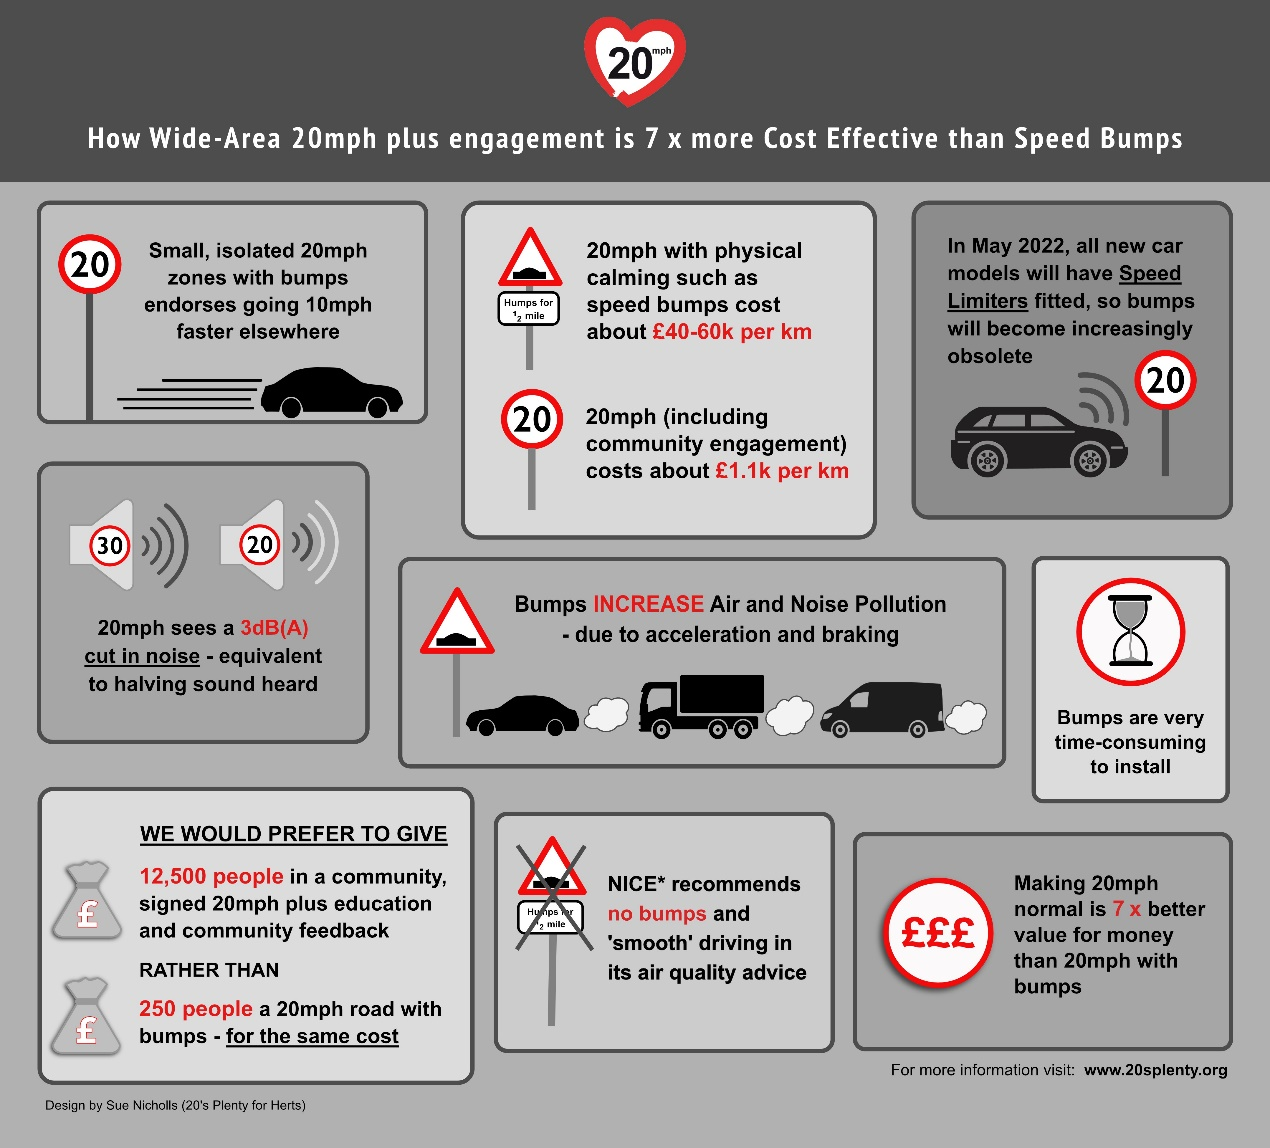 20 mph
How Wide-Area 20mph plus engagement is 7 x more Cost Effective than Speed Bumps
20
Small, isolated 20mph
zones with bumps
endorses going 10mph
faster elsewhere
Humps for
1 2 mile
20mph with physical
calming such as
speed bumps cost
about £40-60k per km
20
20mph (including
community engagement)
costs about £1.1k per km
In May 2022, all new car
models will have Speed
Limiters fitted, so bumps
will become increasingly
obsolete
20
30
20
20mph sees a 3dB(A)
cut in noise - equivalent
to halving sound heard
Bumps INCREASE Air and Noise Pollution
- due to acceleration and braking
Bumps are very
time-consuming
to install
WE WOULD PREFER TO GIVE
£
12,500 people in a community,
signed 20mph plus education
and community feedback
RATHER THAN
£
250 people a 20mph road with
bumps - for the same cost
Humps for
1 2 mile
NICE* recommends
no bumps and
'smooth' driving in
its air quality advice
£££
Making 20mph
normal is 7 x better
value for money
than 20mph with
bumps
For more information visit: www.20splenty.org
Design by Sue Nicholls (20's Plenty for Herts)